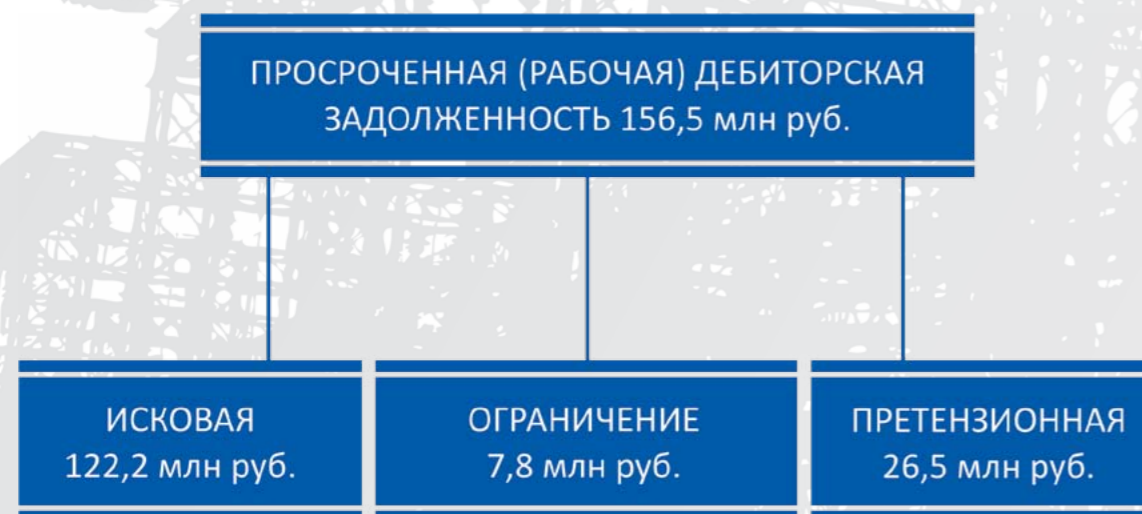 ПРОСРОЧЕННАЯ (РАБОЧАЯ) ДЕБИТОРСКАЯ
ЗАДОЛЖЕННОСТЬ 156,5 млн руб.
ИСКОВАЯ
122,2 млн руб.
ОГРАНИЧЕНИЕ
7,8 млн руб.
ПРЕТЕНЗИОННАЯ
26,5 млн руб.